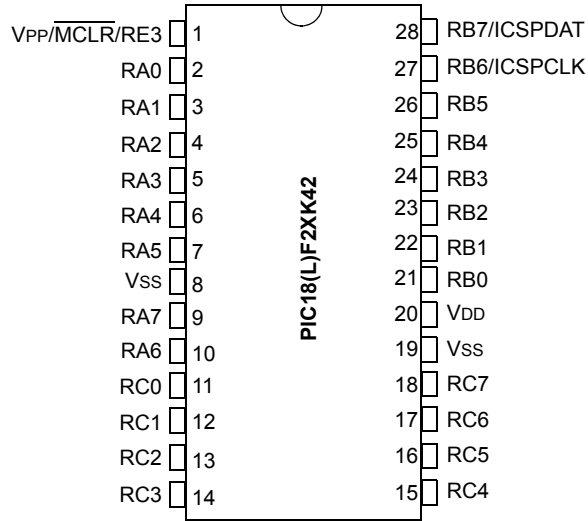 VPP/MCLR/RE3 1 28 RB7/ICSPDAT
RA0 2 27 RB6/ICSPCLK
RA1 3 26 RB5
RA2 4 25 RB4
RA3 5 24 RB3
RA4 6 23 RB2
RA5 7 22 RB1
VSS 8 21 RB0
RA7 9 20 VDD
RA6 10 19 VSS
RC0 11 18 RC7
RC1 12 17 RC6
RC2 13 16 RC5
RC3 14 15 RC4
PIC18(L)F2XK42